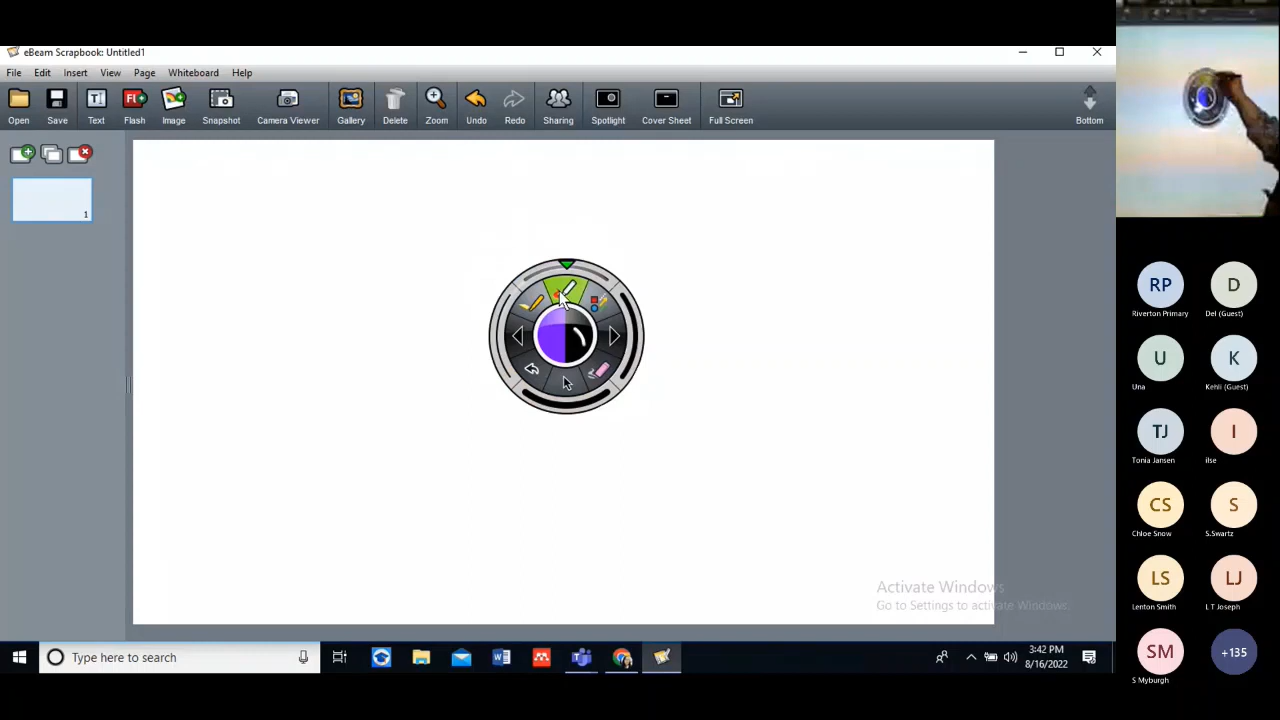 eBeam Scrapbook: Untitled1
File Edit Insert View Page Whiteboard Help
Open Save Text Flash Image Snapshot Camera Viewer Gallery Delete Zoom Undo Redo Sharing Spotlight Cover Sheet Full Screen Bottom
1
Activate Windows
Go to Settings to activate Windows.
Type here to search
3:42 PM
8/16/2022
RP D
Riverton Primary Del (Guest)
U K
Una Kehli (Guest)
TJ I
Tonia Jansen ilse
CS S
Chloe Snow S.Swartz
LS LJ
Lenton Smith L T Joseph
SM +135
S Myburgh